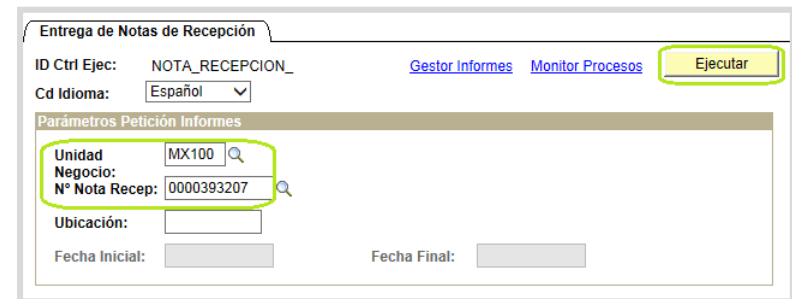 Entrega de Notas de Recepción
ID Ctrl Ejec: NOTA_RECEPCION_ Gestor Informes Monitor Procesos Ejecutar
Cd Idioma: Español
Parámetros Petición Informes
Unidad Negocio: MX100
Nº Nota Recep: 0000393207
Ubicación:
Fecha Inicial: Fecha Final: